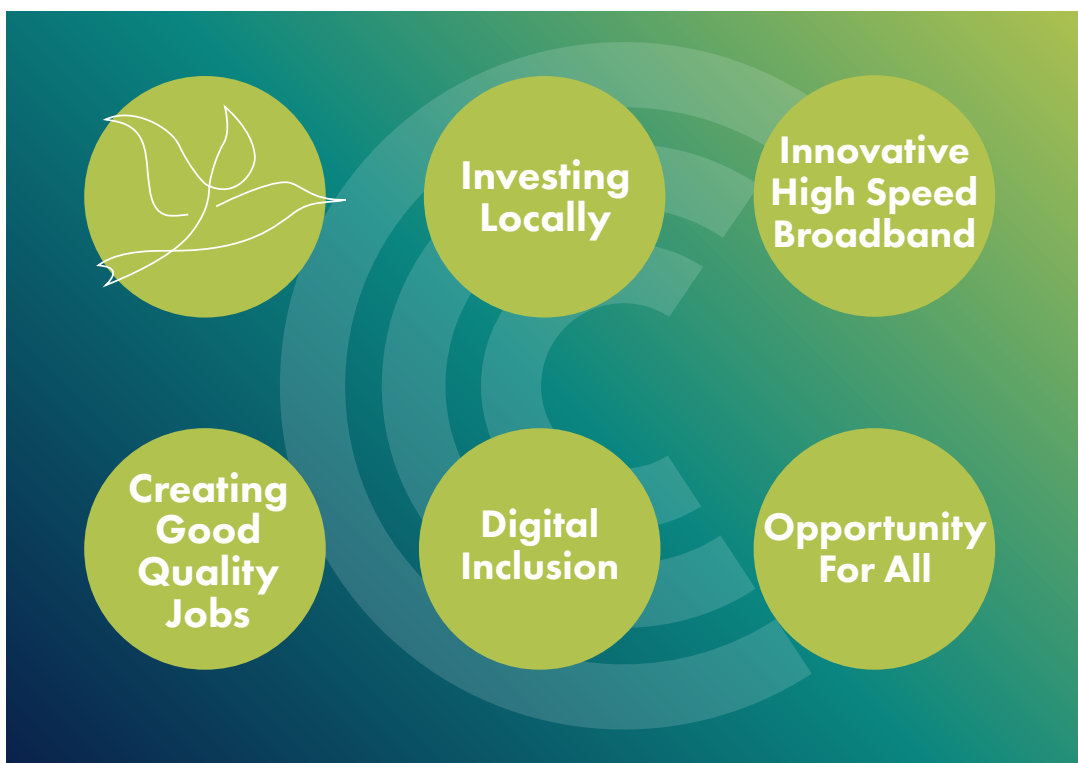 Investing
Locally
Innovative
High Speed
Broadband
Creating
Good
Quality
Jobs
Digital
Inclusion
Opportunity
For All